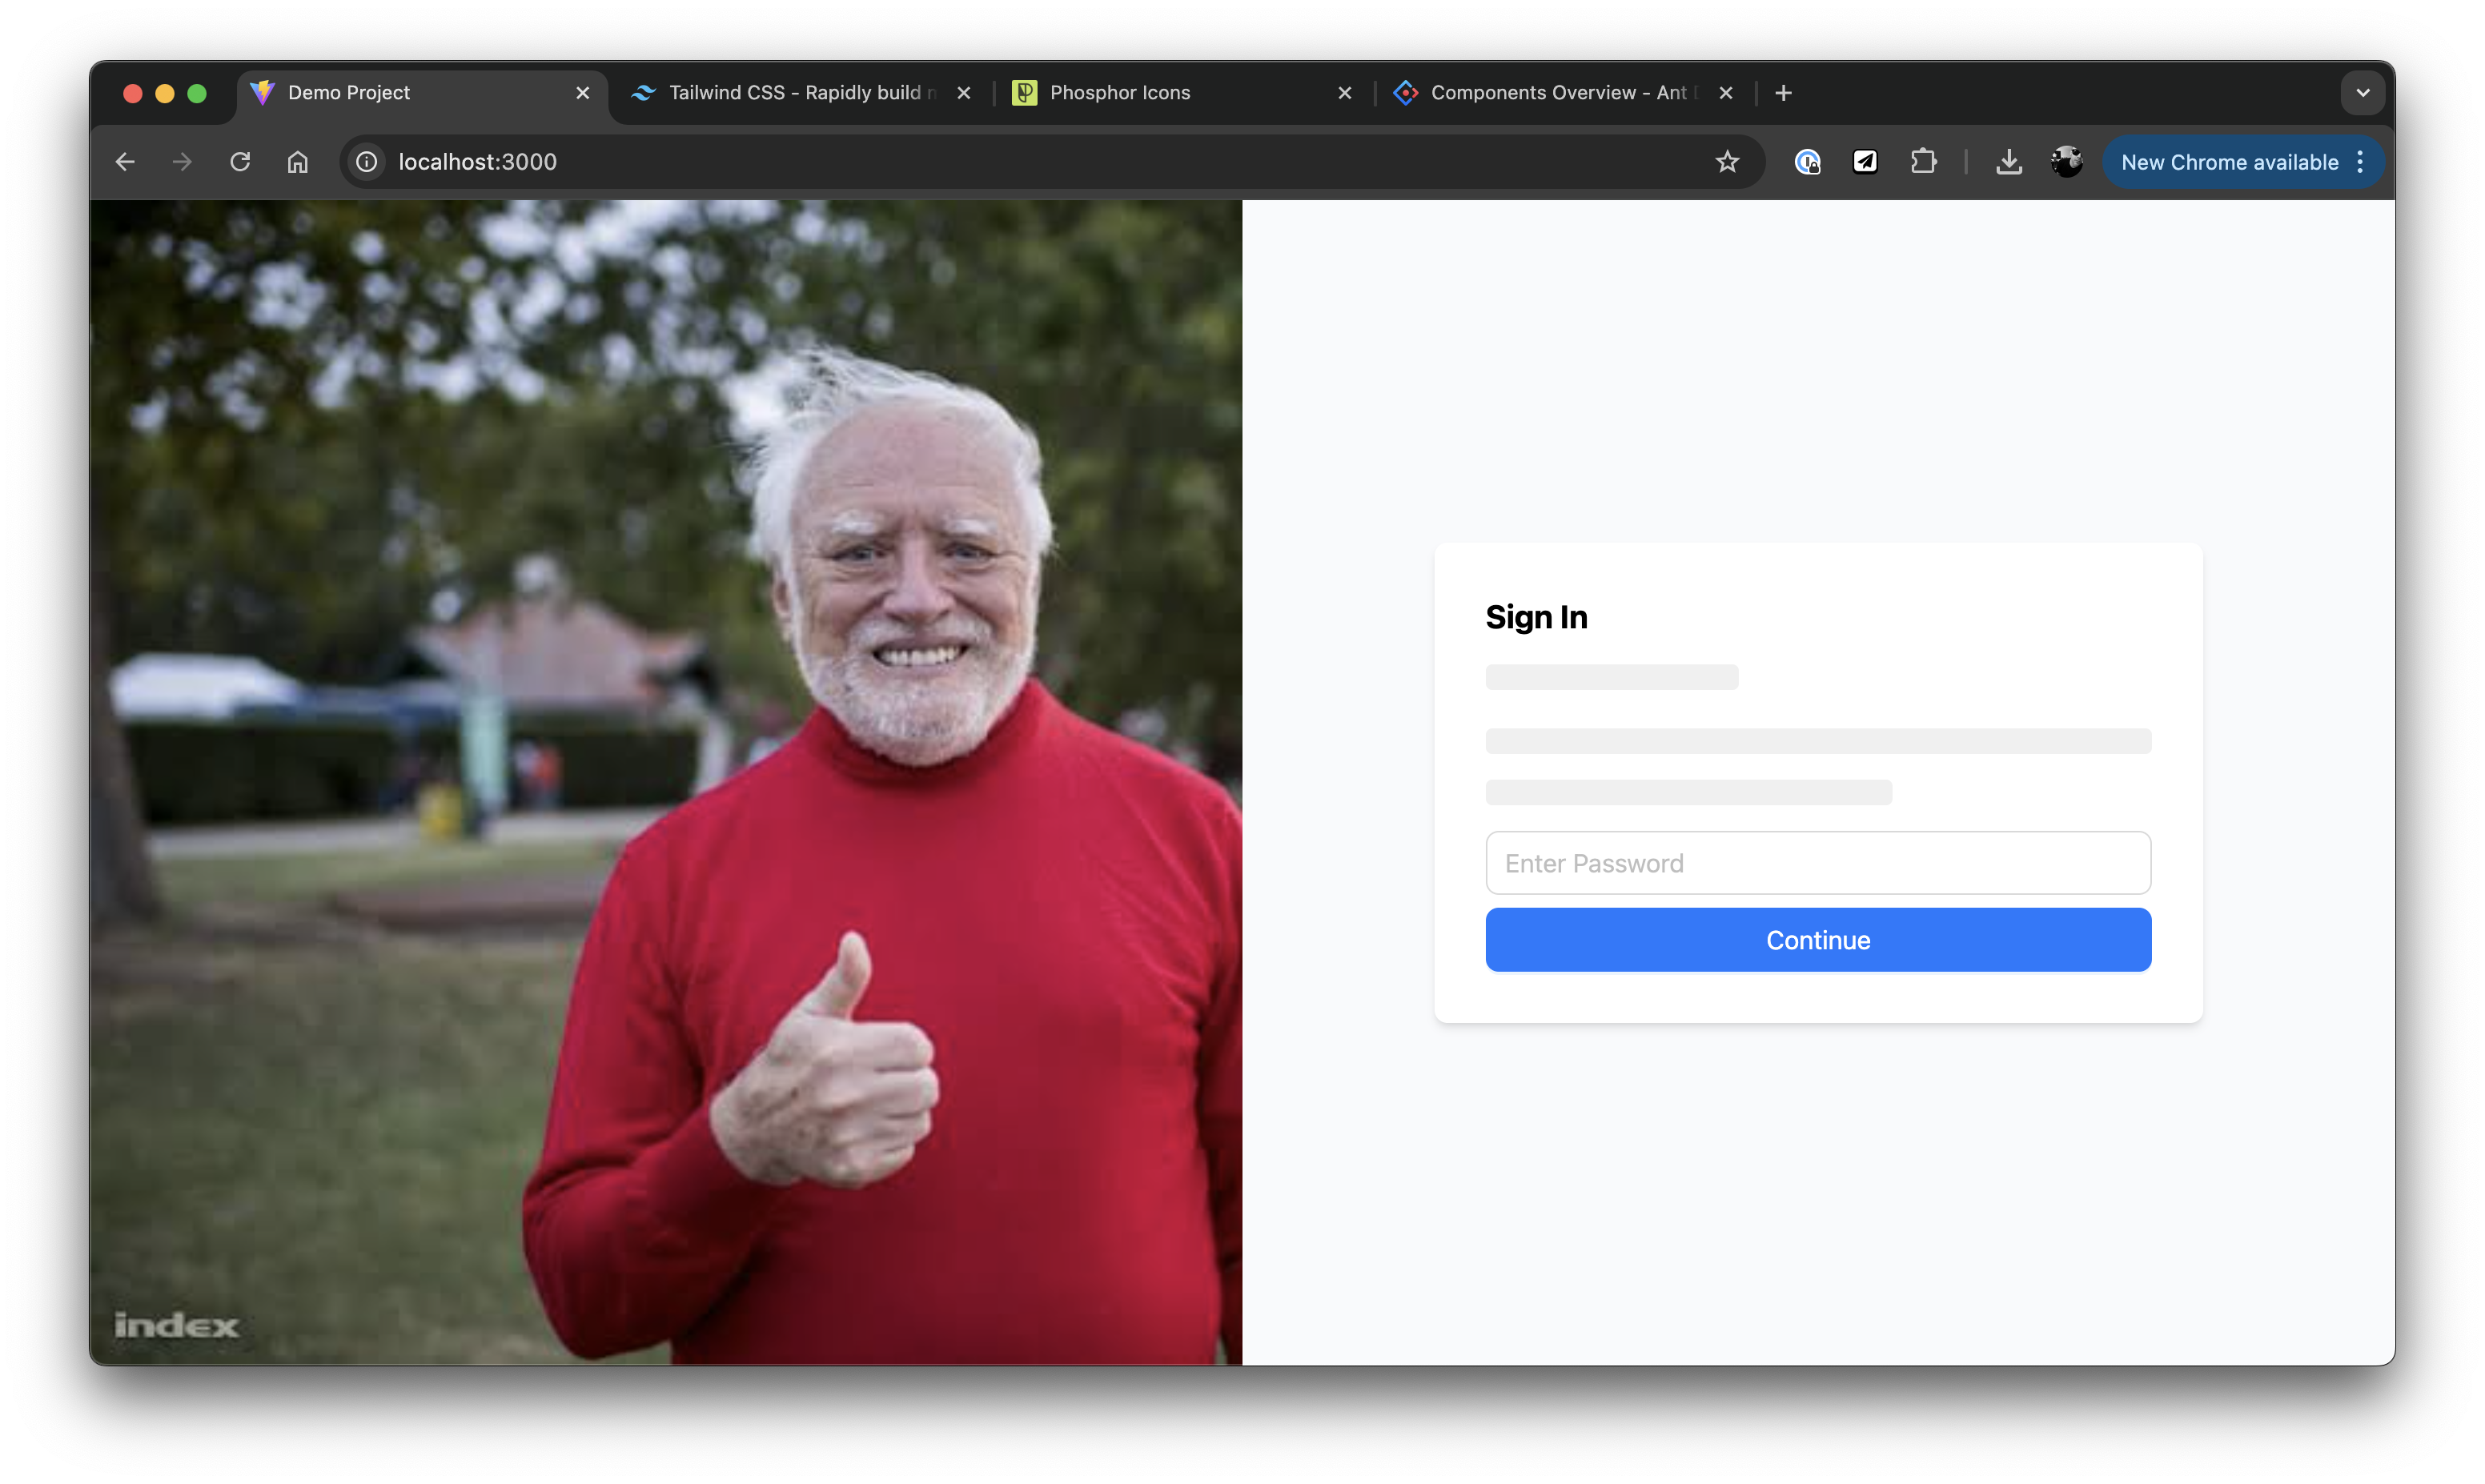 Demo Project
Tailwind CSS - Rapidly build
Phosphor Icons
Components Overview - Ant
localhost:3000
New Chrome available
Sign In
Enter Password
Continue
index